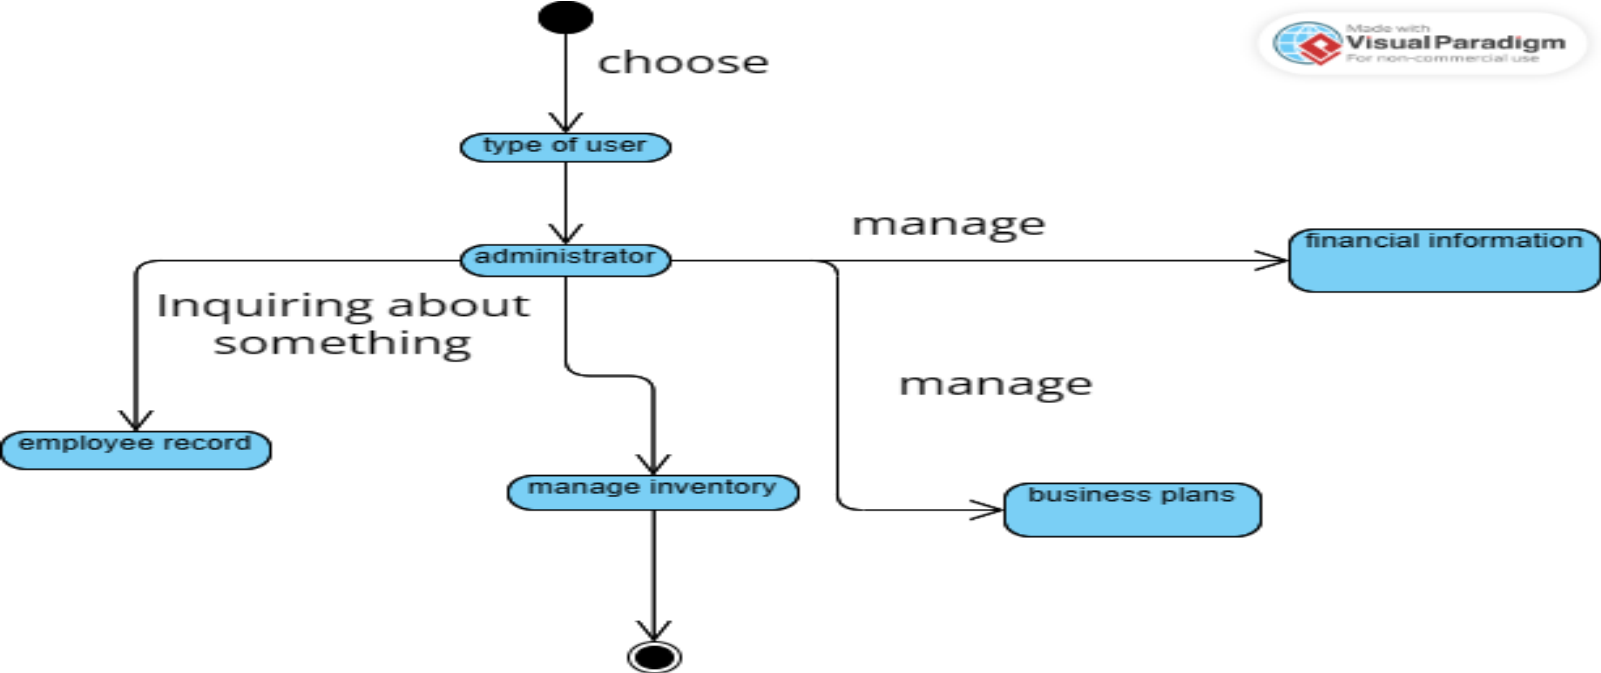 Made with
Visual Paradigm
For non-commercial use
choose
type of user
manage
financial information
administrator
Inquiring about
something
manage
employee record
manage inventory
business plans